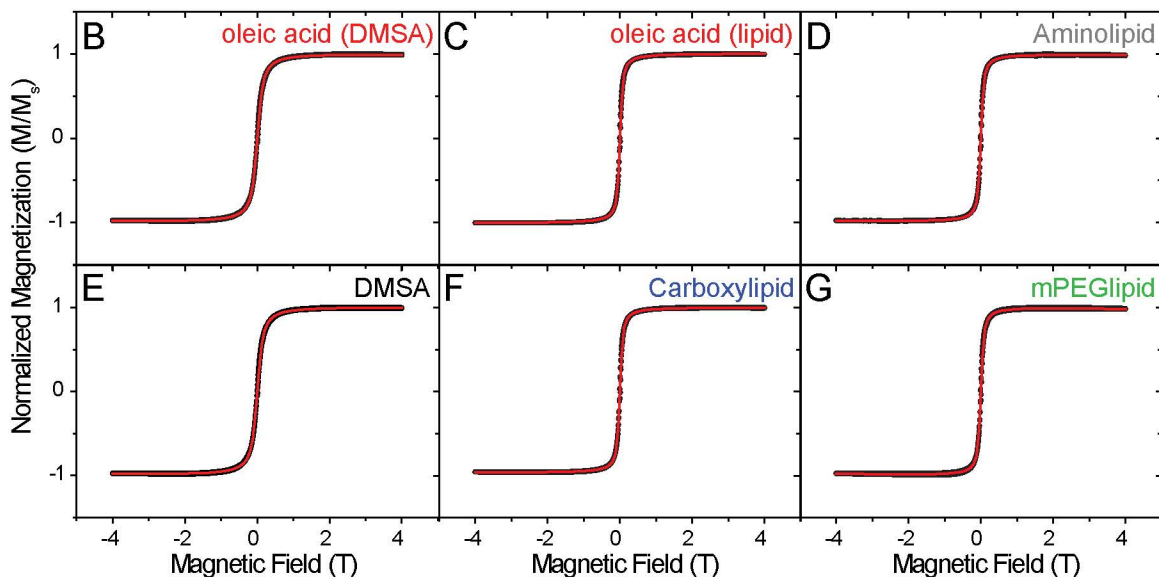 B oleic acid (DMSA)
C oleic acid (lipid)
D Aminolipid
1
0
-1
Normalized Magnetization (M/Mₛ)
E DMSA
F Carboxylipid
G mPEGlipid
1
0
-1
-4 -2 0 2 4
-4 -2 0 2 4
-4 -2 0 2 4
Magnetic Field (T)
Magnetic Field (T)
Magnetic Field (T)